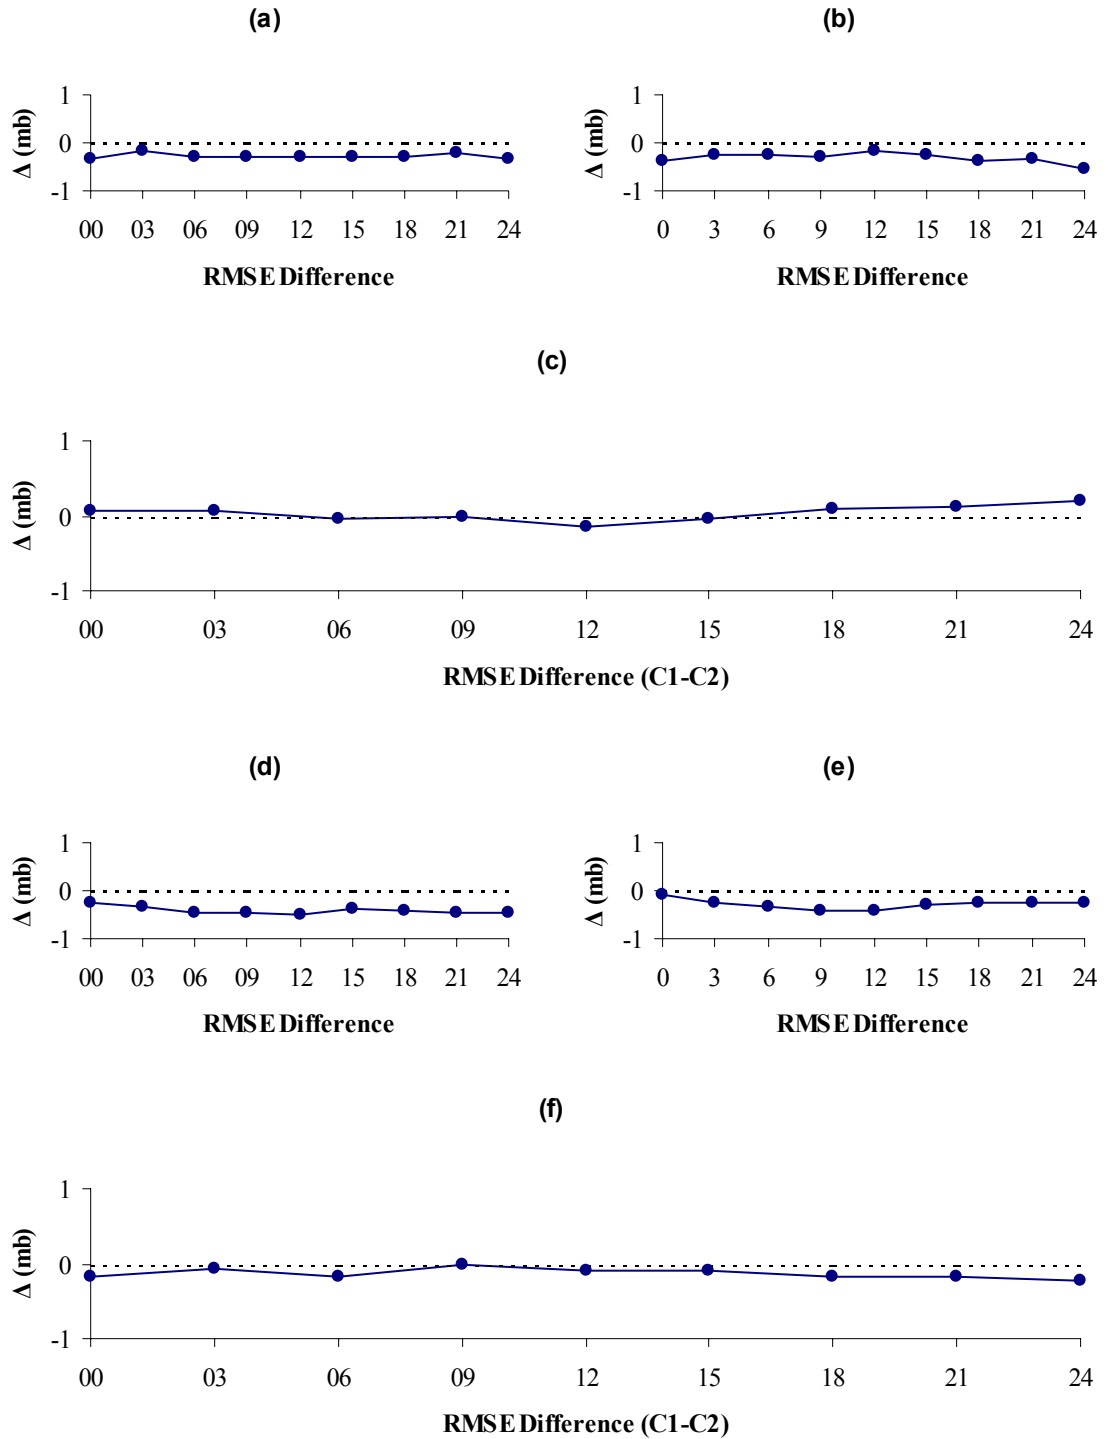 (a)
Δ (mb)
1
0
-1
00 03 06 09 12 15 18 21 24
RMSE Difference
(b)
Δ (mb)
1
0
-1
0 3 6 9 12 15 18 21 24
RMSE Difference
(c)
Δ (mb)
1
0
-1
00 03 06 09 12 15 18 21 24
RMSE Difference (C1-C2)
(d)
Δ (mb)
1
0
-1
00 03 06 09 12 15 18 21 24
RMSE Difference
(e)
Δ (mb)
1
0
-1
0 3 6 9 12 15 18 21 24
RMSE Difference
(f)
Δ (mb)
1
0
-1
00 03 06 09 12 15 18 21 24
RMSE Difference (C1-C2)